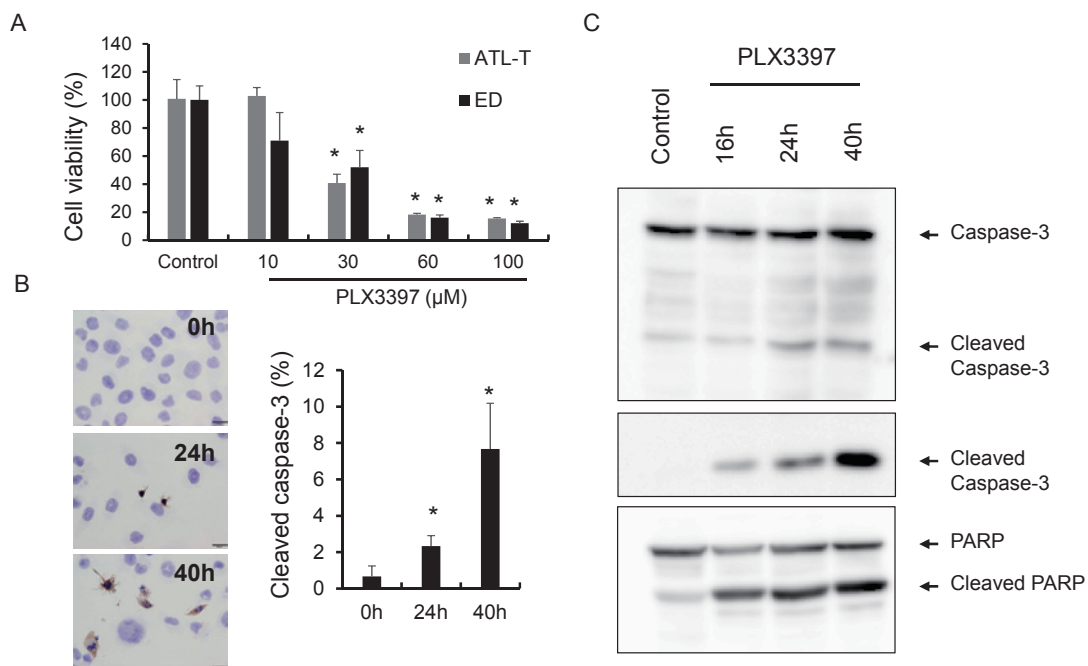 A
140
120
100
80
60
40
20
0
Cell viability (%)
ATL-T
ED
* *
* *
* *
Control 10 30 60 100
PLX3397 (µM)
B
0h
24h
40h
Cleaved caspase-3 (%)
12
10
8
6
4
2
0
*
*
0h 24h 40h
C
PLX3397
Control 16h 24h 40h
Caspase-3
Cleaved
Caspase-3
Cleaved
Caspase-3
PARP
Cleaved PARP